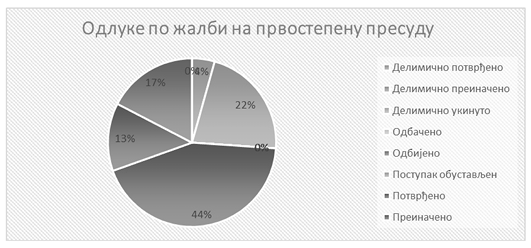 Одлуке по жалби на првостепену пресуду
0%
4%
17%
22%
0%
13%
44%
Делимично потврђено
Делимично преиначено
Делимично укинуто
Одбачено
Одбијено
Поступак обустављен
Потврђено
Преиначено